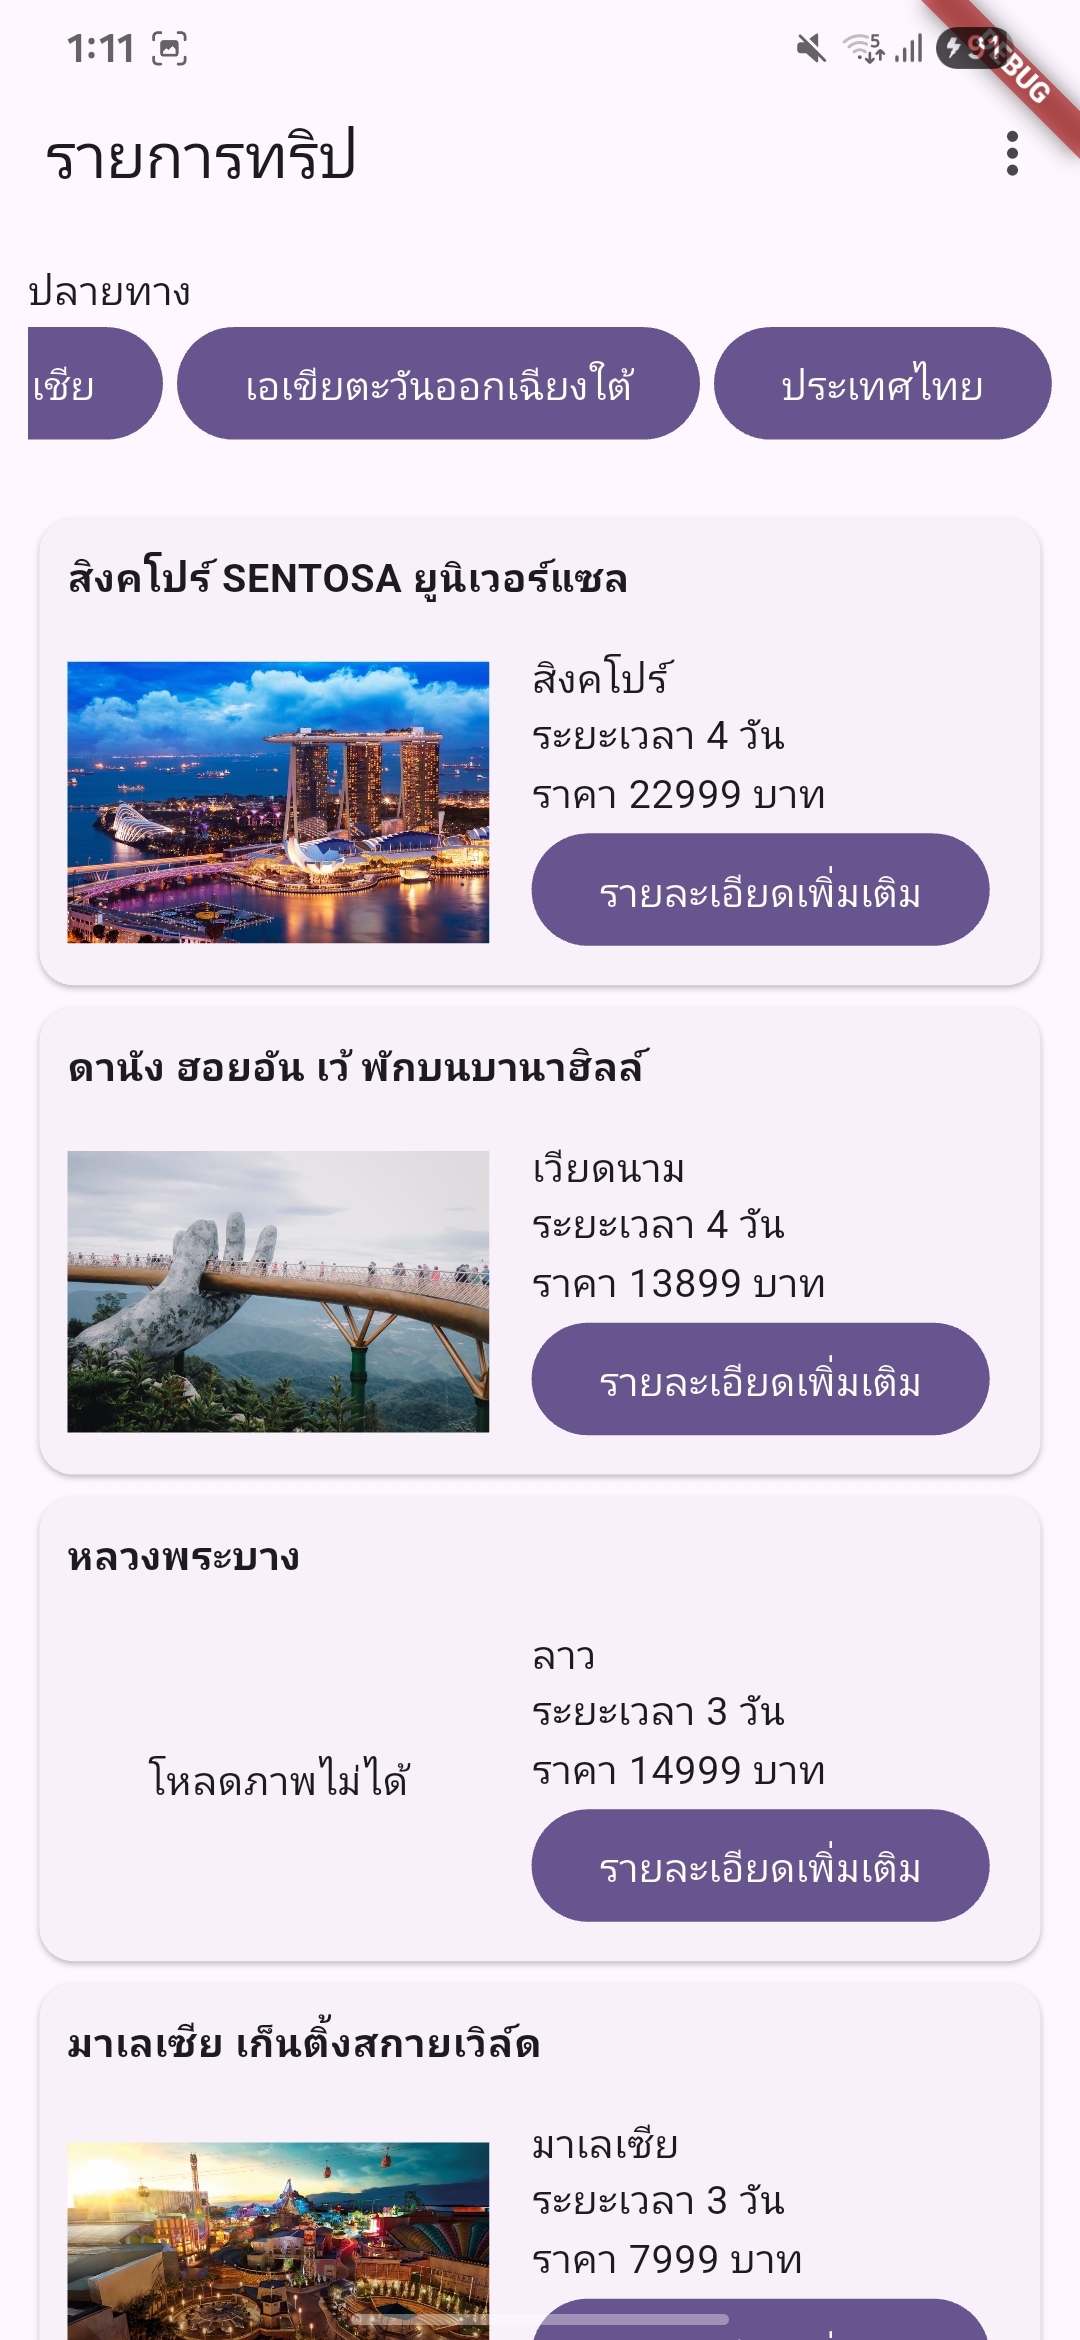 1:11
5
91
DEBUG
รายการทริป
ปลายทาง
เชีย
เอเขียตะวันออกเฉียงใต้
ประเทศไทย
สิงคโปร์ SENTOSA ยูนิเวอร์แซล
สิงคโปร์
ระยะเวลา 4 วัน
ราคา 22999 บาท
รายละเอียดเพิ่มเติม
ดานัง ฮอยอัน เว้ พักบนบานาฮิลล์
เวียดนาม
ระยะเวลา 4 วัน
ราคา 13899 บาท
รายละเอียดเพิ่มเติม
หลวงพระบาง
โหลดภาพไม่ได้
ลาว
ระยะเวลา 3 วัน
ราคา 14999 บาท
รายละเอียดเพิ่มเติม
มาเลเซีย เก็นติ้งสกายเวิล์ด
มาเลเซีย
ระยะเวลา 3 วัน
ราคา 7999 บาท